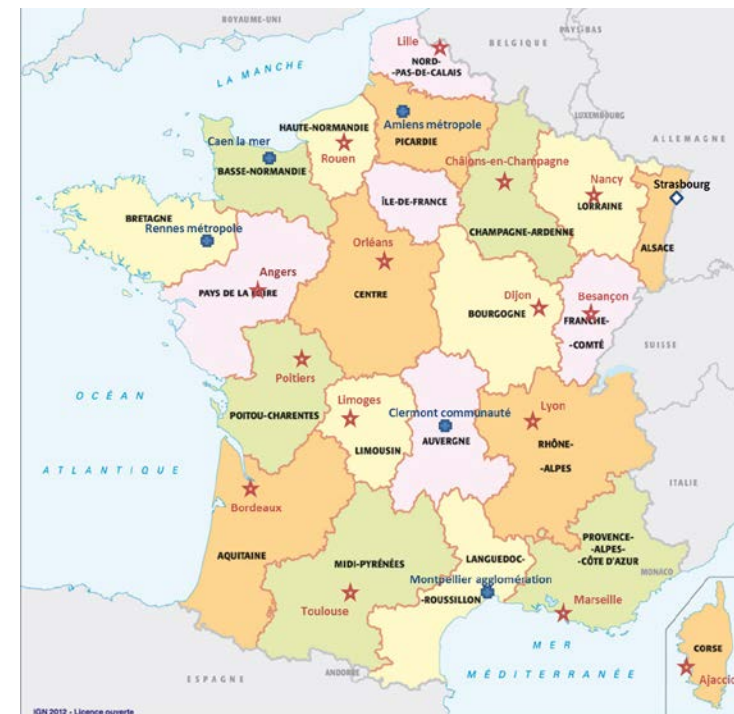 ROYAUME-UNI
PAYS-BAS
BELGIQUE
Lille
NORD-
-PAS-DE-CALAIS
LA MANCHE
LUXEMBOURG
ALLEMAGNE
HAUTE-NORMANDIE
Rouen
Amiens métropole
PICARDIE
Caen la mer
BASSE-NORMANDIE
Châlons-en-Champagne
CHAMPAGNE-ARDENNE
Nancy
LORRAINE
Strasbourg
ALSACE
ÎLE-DE-FRANCE
BRETAGNE
Rennes métropole
Orléans
CENTRE
Angers
PAYS DE LA LOIRE
Dijon
BOURGOGNE
Besançon
FRANCHE-
-COMTÉ
SUISSE
Poitiers
POITOU-CHARENTES
OCÉAN
ATLANTIQUE
Limoges
LIMOUSIN
Clermont communauté
AUVERGNE
Lyon
RHÔNE-
-ALPES
ITALIE
Bordeaux
AQUITAINE
MIDI-PYRÉNÉES
Toulouse
LANGUEDOC-
Montpellier agglomération
-ROUSSILLON
PROVENCE-
-ALPES-
-CÔTE D'AZUR
MONACO
Marseille
MER
MÉDITERRANÉE
CORSE
Ajaccio
ESPAGNE
ANDORRE
IGN 2012 - Licence ouverte